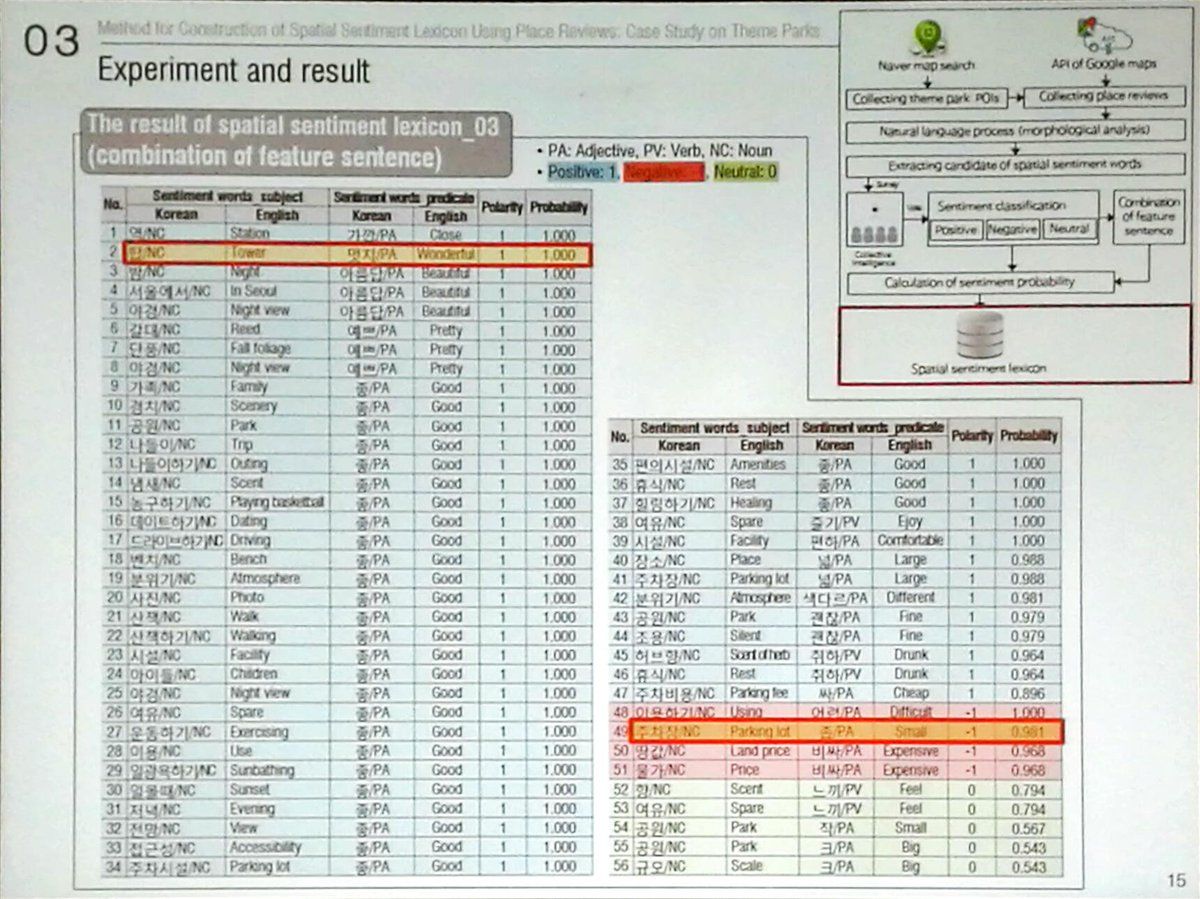 03
Method for Construction of Spatial Sentiment Lexicon Using Place Reviews: Case Study on Theme Parks
Experiment and result
The result of spatial sentiment lexicon_03
(combination of feature sentence)
• PA: Adjective, PV: Verb, NC: Noun
• Positive: 1, Negative: -1, Neutral: 0
No. Sentiment words_subject Sentiment words_predicate Polarity Probability
Korean English Korean English
1 역/NC Station 가깝/PA Close 1 1.000
2 탑/NC Tower 멋지/PA Wonderful 1 1.000
3 밤/NC Night 아름답/PA Beautiful 1 1.000
4 서울에서/NC In Seoul 아름답/PA Beautiful 1 1.000
5 야경/NC Night view 아름답/PA Beautiful 1 1.000
6 갈대/NC Reed 예쁘/PA Pretty 1 1.000
7 단풍/NC Fall foliage 예쁘/PA Pretty 1 1.000
8 야경/NC Night view 예쁘/PA Pretty 1 1.000
9 가족/NC Family 좋/PA Good 1 1.000
10 경치/NC Scenery 좋/PA Good 1 1.000
11 공원/NC Park 좋/PA Good 1 1.000
12 나들이/NC Trip 좋/PA Good 1 1.000
13 나들이하기/NC Outing 좋/PA Good 1 1.000
14 냄새/NC Scent 좋/PA Good 1 1.000
15 농구하기/NC Playing basketball 좋/PA Good 1 1.000
16 데이트하기/NC Dating 좋/PA Good 1 1.000
17 드라이브하기/NC Driving 좋/PA Good 1 1.000
18 벤치/NC Bench 좋/PA Good 1 1.000
19 분위기/NC Atmosphere 좋/PA Good 1 1.000
20 사진/NC Photo 좋/PA Good 1 1.000
21 산책/NC Walk 좋/PA Good 1 1.000
22 산책하기/NC Walking 좋/PA Good 1 1.000
23 시설/NC Facility 좋/PA Good 1 1.000
24 아이들/NC Children 좋/PA Good 1 1.000
25 야경/NC Night view 좋/PA Good 1 1.000
26 여유/NC Spare 좋/PA Good 1 1.000
27 운동하기/NC Exercising 좋/PA Good 1 1.000
28 이용/NC Use 좋/PA Good 1 1.000
29 일광욕하기/NC Sunbathing 좋/PA Good 1 1.000
30 일몰때/NC Sunset 좋/PA Good 1 1.000
31 저녁/NC Evening 좋/PA Good 1 1.000
32 전망/NC View 좋/PA Good 1 1.000
33 접근성/NC Accessibility 좋/PA Good 1 1.000
34 주차시설/NC Parking lot 좋/PA Good 1 1.000
No. Sentiment words_subject Sentiment words_predicate Polarity Probability
Korean English Korean English
35 편의시설/NC Amenities 좋/PA Good 1 1.000
36 휴식/NC Rest 좋/PA Good 1 1.000
37 힐링하기/NC Healing 좋/PA Good 1 1.000
38 여유/NC Spare 즐기/PV Ejoy 1 1.000
39 시설/NC Facility 편하/PA Comfortable 1 1.000
40 장소/NC Place 넓/PA Large 1 0.988
41 주차장/NC Parking lot 넓/PA Large 1 0.988
42 분위기/NC Atmosphere 색다르/PA Different 1 0.981
43 공원/NC Park 괜찮/PA Fine 1 0.979
44 조용/NC Silent 괜찮/PA Fine 1 0.979
45 허브향/NC Scent of herb 취하/PV Drunk 1 0.964
46 휴식/NC Rest 취하/PV Drunk 1 0.964
47 주차비용/NC Parking fee 싸/PA Cheap 1 0.896
48 이용하기/NC Using 어렵/PA Difficult -1 1.000
49 주차장/NC Parking lot 좁/PA Small -1 0.981
50 땅값/NC Land price 비싸/PA Expensive -1 0.968
51 물가/NC Price 비싸/PA Expensive -1 0.968
52 향/NC Scent 느끼/PV Feel 0 0.794
53 여유/NC Spare 느끼/PV Feel 0 0.794
54 공원/NC Park 작/PA Small 0 0.567
55 공원/NC Park 크/PA Big 0 0.543
56 규모/NC Scale 크/PA Big 0 0.543
Naver map search
API of Google maps
Collecting theme park POIs
Collecting place reviews
Natural language process (morphological analysis)
Extracting candidate of spatial sentiment words
Survey
Collective
Intelligence
Sentiment classification
Positive Negative Neutral
Combination
of feature
sentence
Calculation of sentiment probability
Spatial sentiment lexicon
15